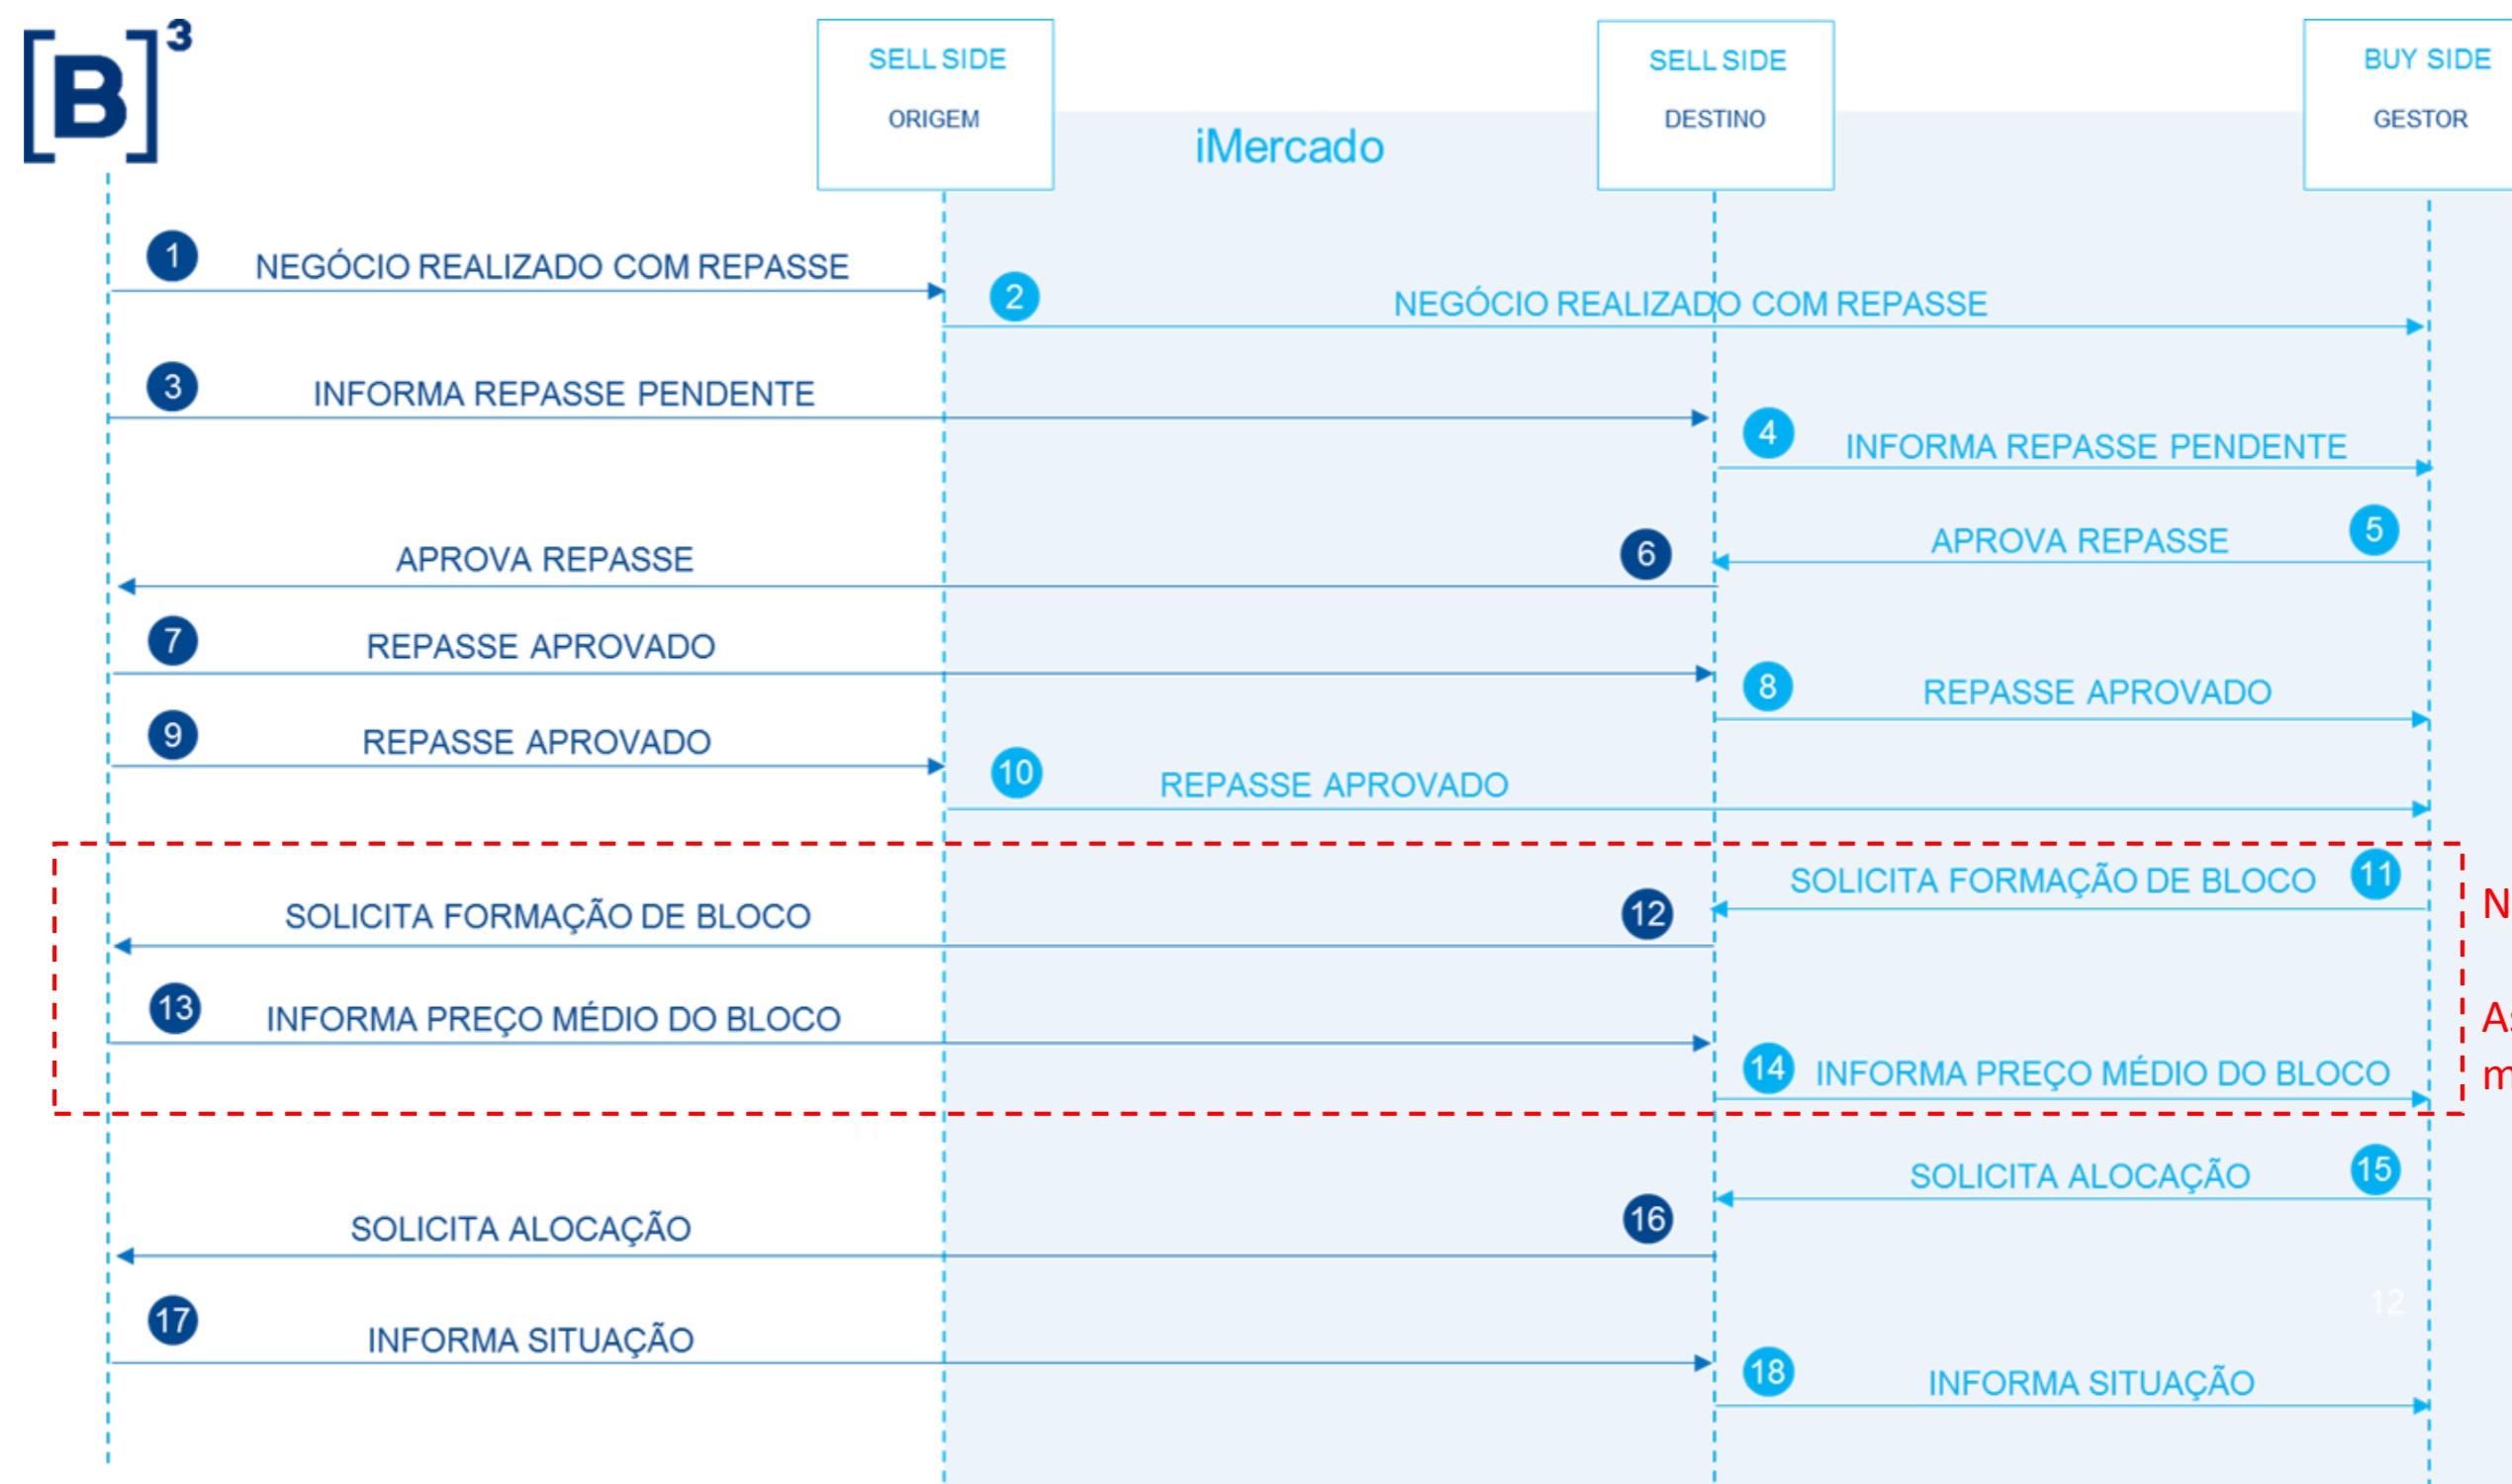 [B]³
SELL SIDE
ORIGEM
iMercado
SELL SIDE
DESTINO
BUY SIDE
GESTOR
1 NEGÓCIO REALIZADO COM REPASSE
2 NEGÓCIO REALIZADO COM REPASSE
3 INFORMA REPASSE PENDENTE
4 INFORMA REPASSE PENDENTE
APROVA REPASSE 5
APROVA REPASSE 6
7 REPASSE APROVADO
8 REPASSE APROVADO
9 REPASSE APROVADO
10 REPASSE APROVADO
SOLICITA FORMAÇÃO DE BLOCO 11
SOLICITA FORMAÇÃO DE BLOCO 12
13 INFORMA PREÇO MÉDIO DO BLOCO
14 INFORMA PREÇO MÉDIO DO BLOCO
SOLICITA ALOCAÇÃO 15
SOLICITA ALOCAÇÃO 16
12
17 INFORMA SITUAÇÃO
18 INFORMA SITUAÇÃO